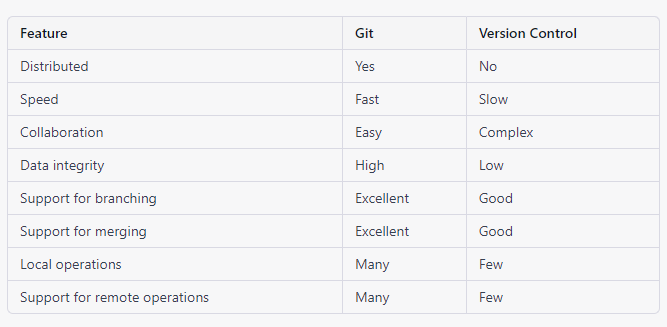 Feature Git Version Control
Distributed Yes No
Speed Fast Slow
Collaboration Easy Complex
Data integrity High Low
Support for branching Excellent Good
Support for merging Excellent Good
Local operations Many Few
Support for remote operations Many Few